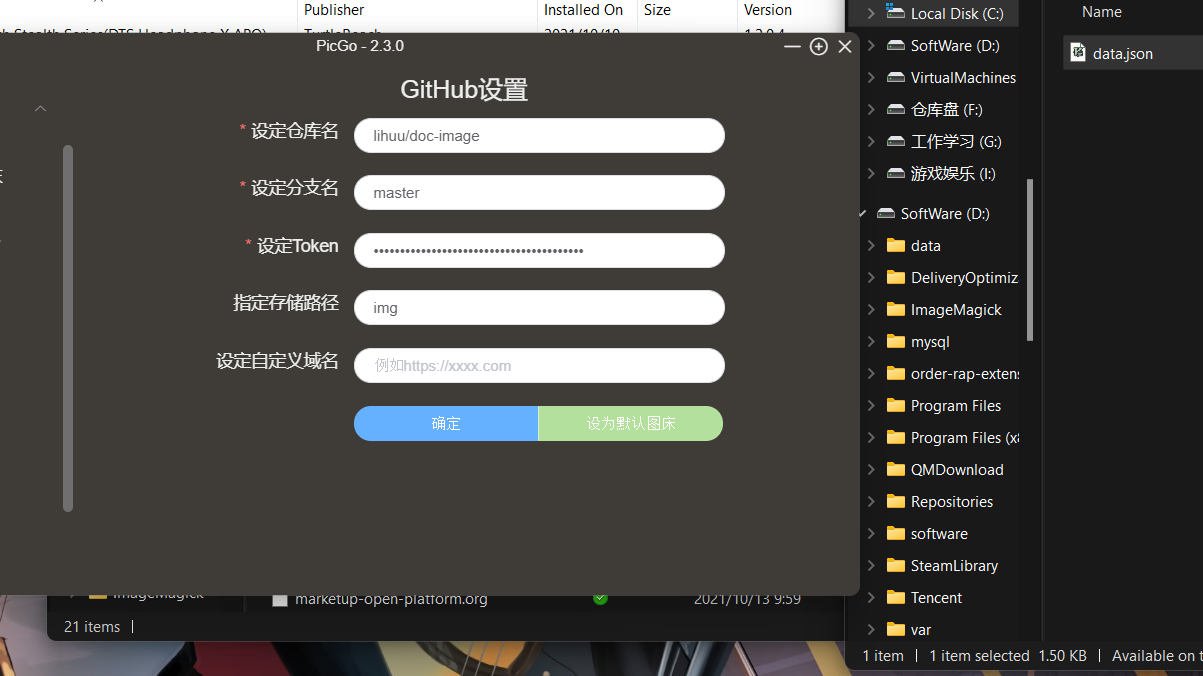 Publisher
Installed On
Size
Version
PicGo - 2.3.0
GitHub设置
* 设定仓库名
lihuu/doc-image
* 设定分支名
master
* 设定Token
••••••••••••••••••••••••••••••••••••••••
指定存储路径
img
设定自定义域名
例如https://xxxx.com
确定
设为默认图床
marketup-open-platform.org
2021/10/13 9:59
21 items
Local Disk (C:)
SoftWare (D:)
VirtualMachines
仓库盘 (F:)
工作学习 (G:)
游戏娱乐 (I:)
SoftWare (D:)
data
DeliveryOptimiz
ImageMagick
mysql
order-rap-extens
Program Files
Program Files (x8
QMDownload
Repositories
software
SteamLibrary
Tencent
var
Name
data.json
1 item
1 item selected
1.50 KB
Available on t